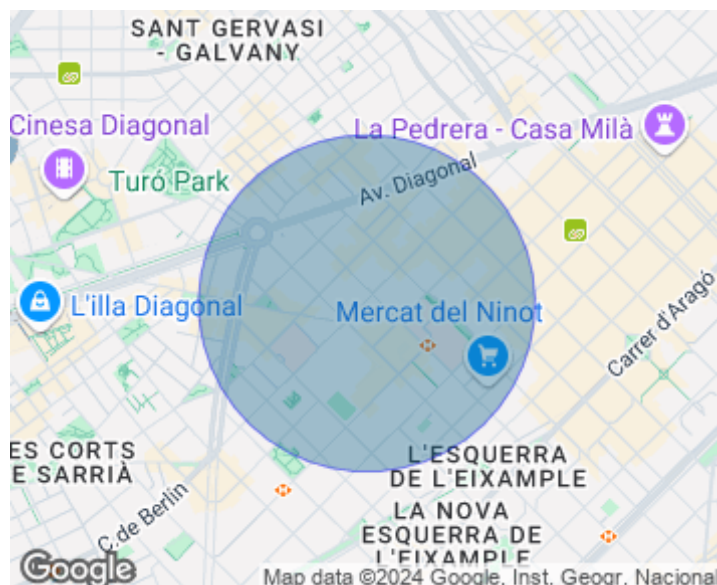 SANT GERVASI
- GALVANY
Cinesa Diagonal
La Pedrera - Casa Milà
Turó Park
Av. Diagonal
L'illa Diagonal
Mercat del Ninot
Carrer d'Aragó
ES CORTS
E SARRIÀ
L'ESQUERRA
DE L'EIXAMPLE
C. de Berlín
LA NOVA
ESQUERRA DE
L'EIXAMPLE
Google
Map data ©2024 Google, Inst. Geogr. Nacional